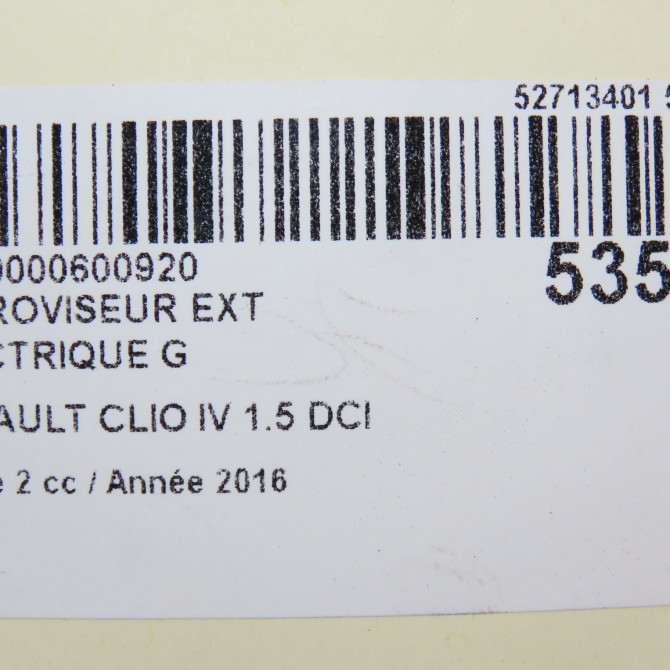 52713401 5
0000600920
535
ROVISEUR EXT
CTRIQUE G
AULT CLIO IV 1.5 DCI
e 2 cc / Année 2016